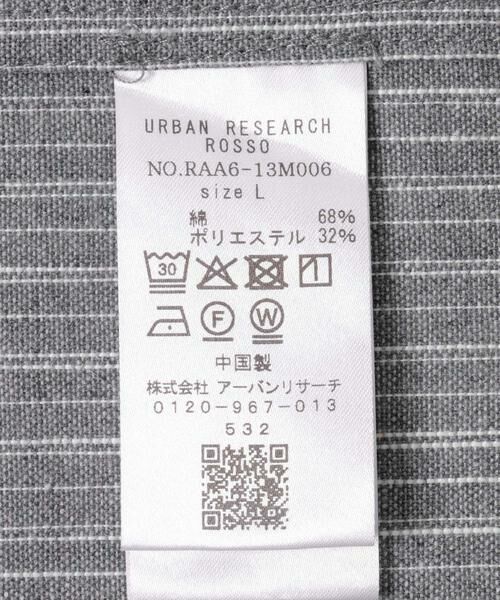 URBAN RESEARCH
ROSSO
NO.RAA6-13M006
size L
綿 68%
ポリエステル 32%
30
F W
中国製
株式会社 アーバンリサーチ
0120-967-013
532